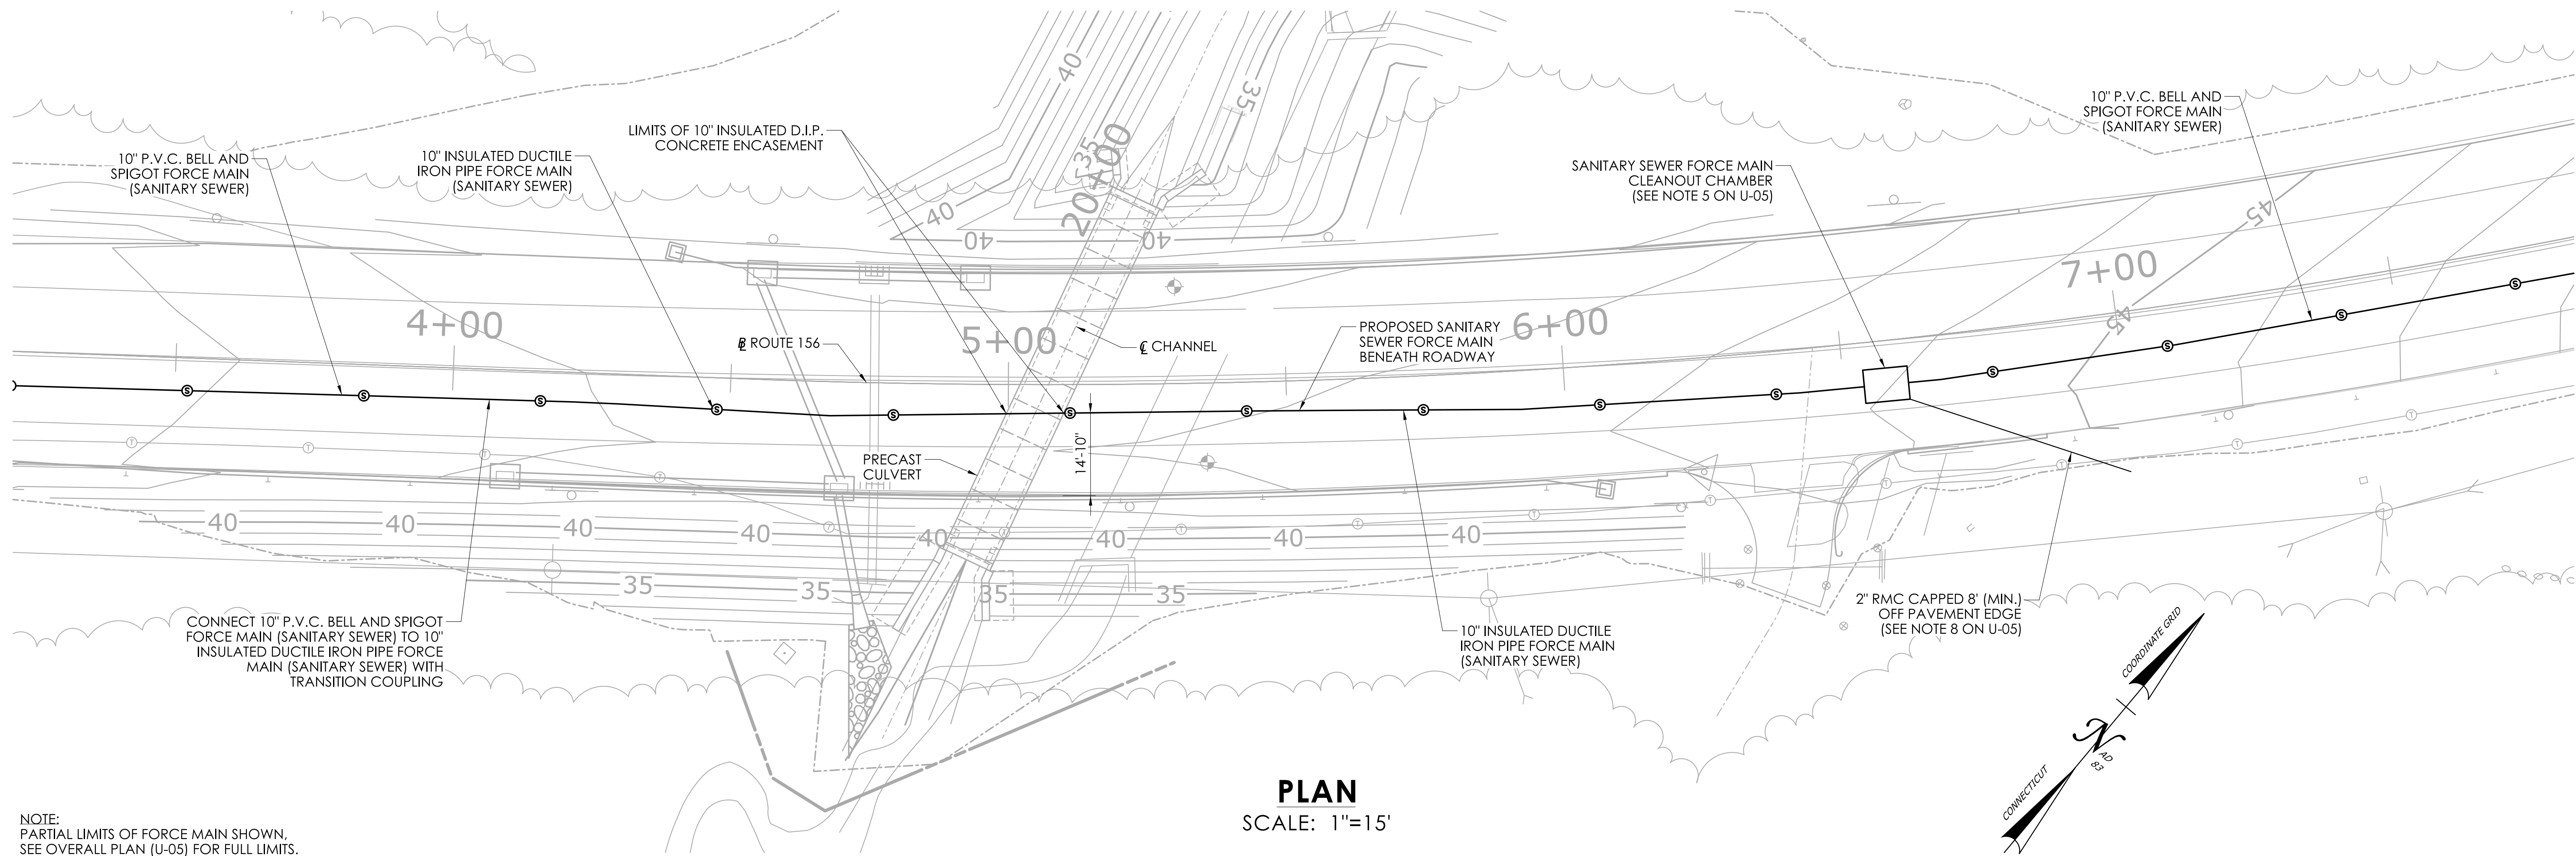 10" P.V.C. BELL AND
SPIGOT FORCE MAIN
(SANITARY SEWER)
10" INSULATED DUCTILE
IRON PIPE FORCE MAIN
(SANITARY SEWER)
LIMITS OF 10" INSULATED D.I.P.
CONCRETE ENCASEMENT
SANITARY SEWER FORCE MAIN
CLEANOUT CHAMBER
(SEE NOTE 5 ON U-05)
10" P.V.C. BELL AND
SPIGOT FORCE MAIN
(SANITARY SEWER)
40
35
35
20+00
40
40
40
45
4+00
5+00
6+00
7+00
45
℄ CHANNEL
PROPOSED SANITARY
SEWER FORCE MAIN
BENEATH ROADWAY
ROUTE 156
S S S S S S S S S S S S S S
14'-10"
PRECAST
CULVERT
T T T T T T T T T T T T
40 40 40 40 40 40 40 40
35 35 35 35
E
CONNECT 10" P.V.C. BELL AND SPIGOT
FORCE MAIN (SANITARY SEWER) TO 10"
INSULATED DUCTILE IRON PIPE FORCE
MAIN (SANITARY SEWER) WITH
TRANSITION COUPLING
10" INSULATED DUCTILE
IRON PIPE FORCE MAIN
(SANITARY SEWER)
2" RMC CAPPED 8' (MIN.)
OFF PAVEMENT EDGE
(SEE NOTE 8 ON U-05)
COORDINATE GRID
N
AD
83
CONNECTICUT
PLAN
SCALE: 1"=15'
NOTE:
PARTIAL LIMITS OF FORCE MAIN SHOWN,
SEE OVERALL PLAN (U-05) FOR FULL LIMITS.